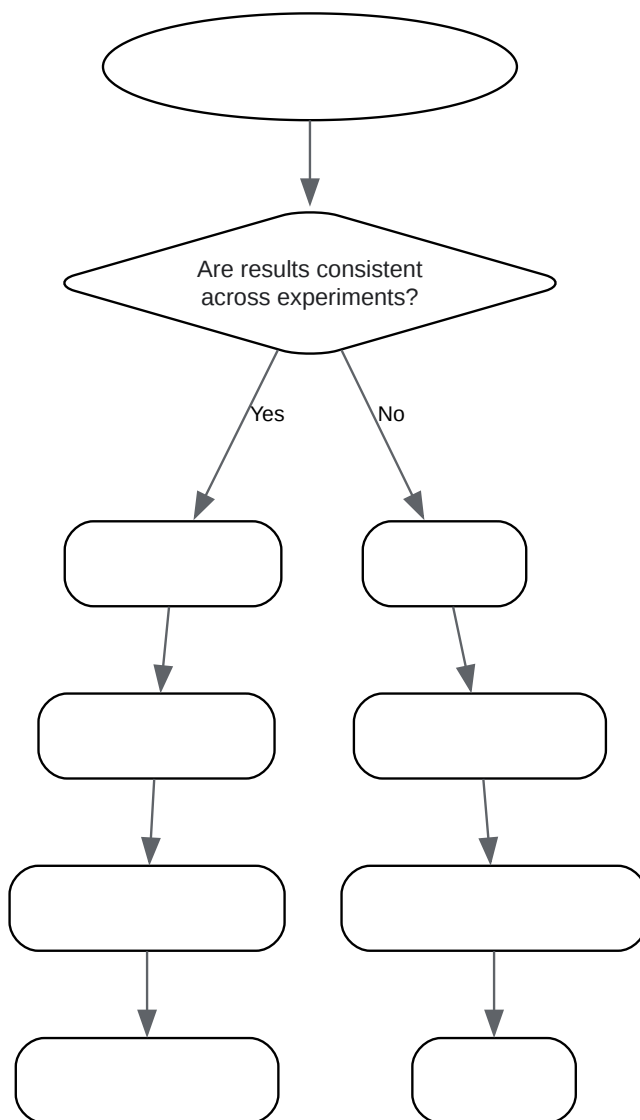 Are results consistent
across experiments?
Yes
No